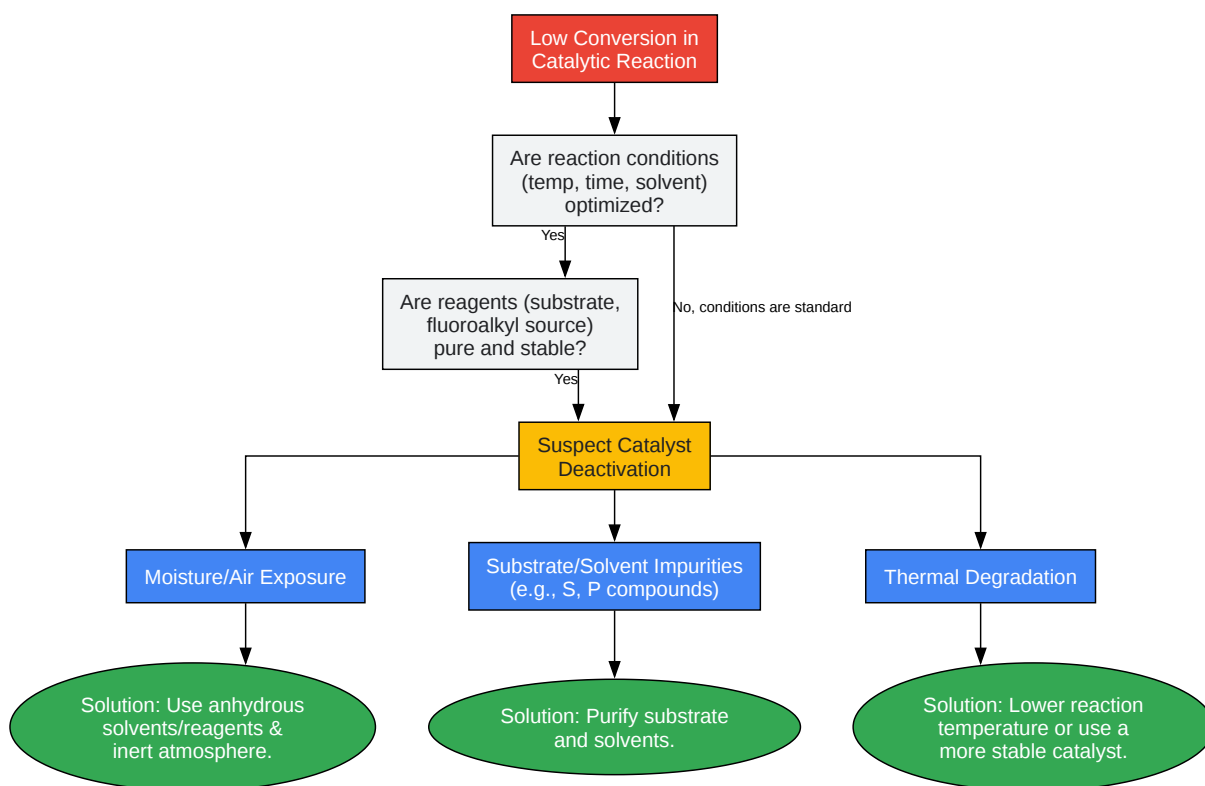 Low Conversion in
Catalytic Reaction
Are reaction conditions
(temp, time, solvent)
optimized?
Yes
Are reagents (substrate,
fluoroalkyl source)
pure and stable?
No, conditions are standard
Yes
Suspect Catalyst
Deactivation
Moisture/Air Exposure
Substrate/Solvent Impurities
(e.g., S, P compounds)
Thermal Degradation
Solution: Use anhydrous
solvents/reagents &
inert atmosphere.
Solution: Purify substrate
and solvents.
Solution: Lower reaction
temperature or use a
more stable catalyst.